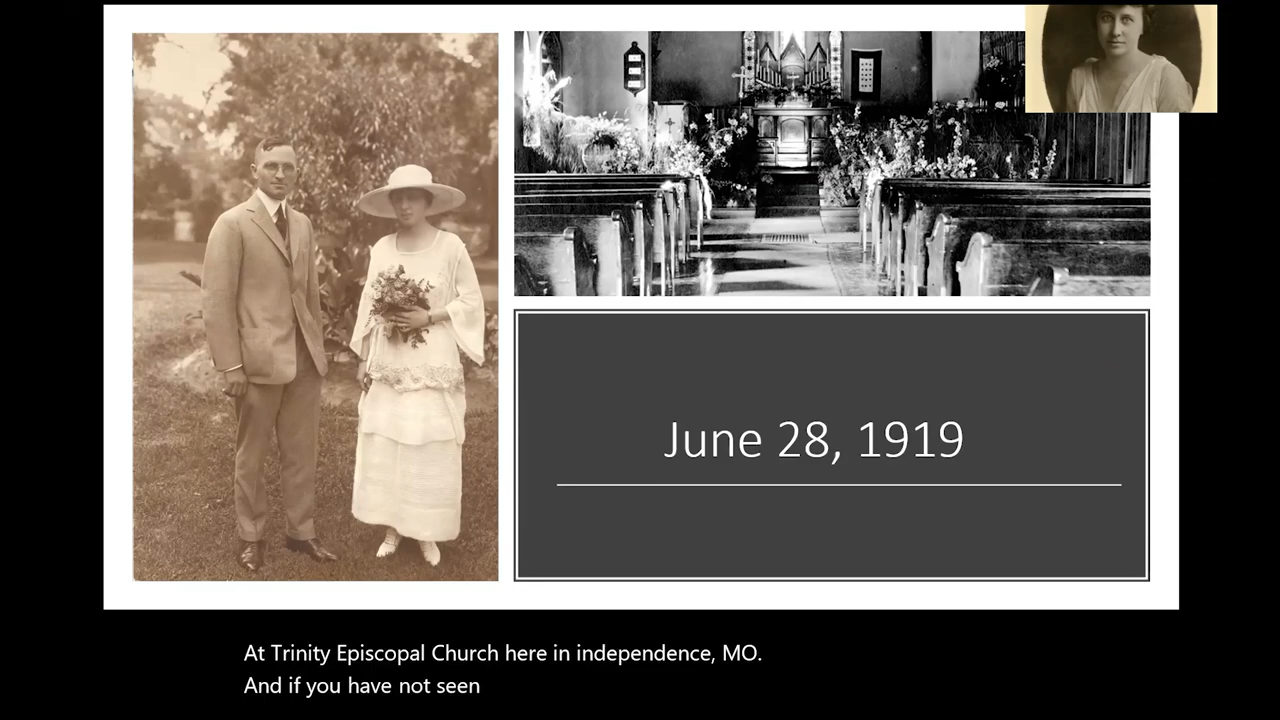 June 28, 1919
At Trinity Episcopal Church here in independence, MO.
And if you have not seen